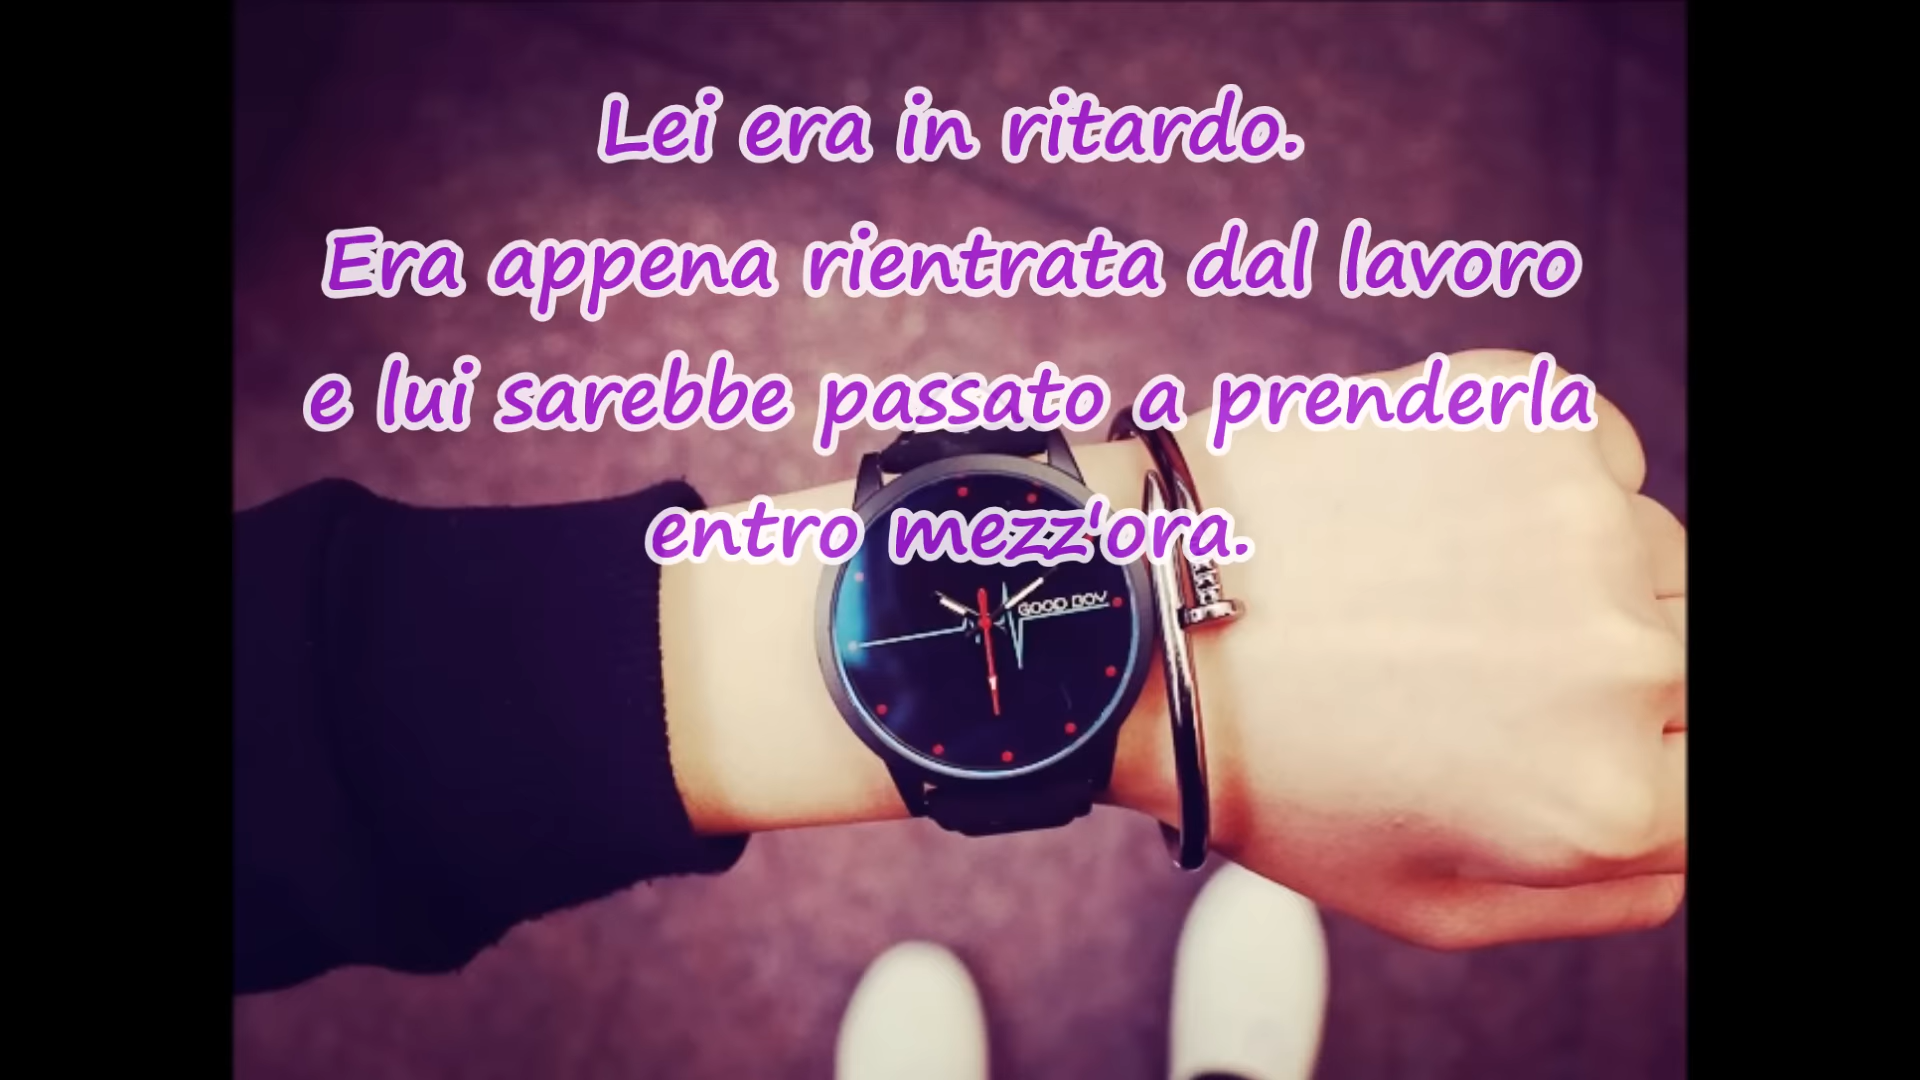 Lei era in ritardo.
Era appena rientrata dal lavoro
e lui sarebbe passato a prenderla
entro mezz'ora.
GOOD BOY